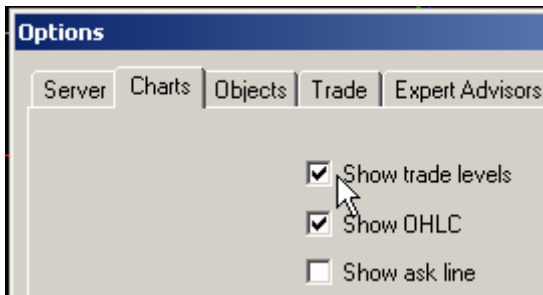 Options
Server Charts Objects Trade Expert Advisors
Show trade levels
Show OHLC
Show ask line